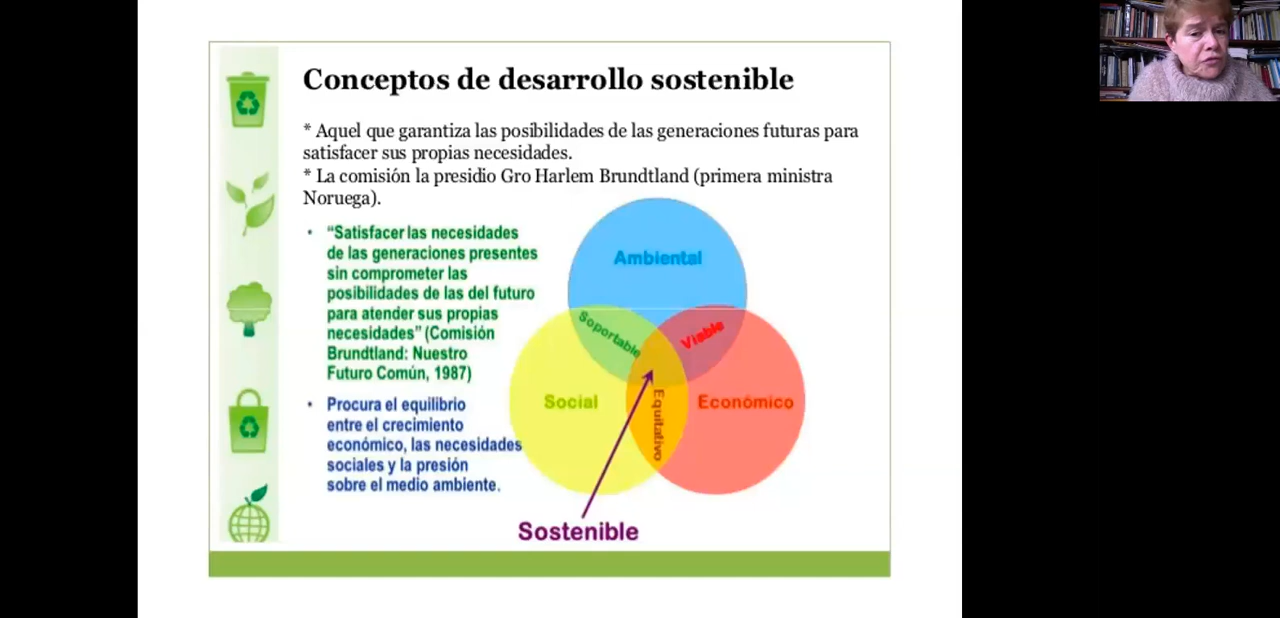 Conceptos de desarrollo sostenible
* Aquel que garantiza las posibilidades de las generaciones futuras para
satisfacer sus propias necesidades.
* La comisión la presidio Gro Harlem Brundtland (primera ministra
Noruega).
• “Satisfacer las necesidades
de las generaciones presentes
sin comprometer las
posibilidades de las del futuro
para atender sus propias
necesidades” (Comisión
Brundtland: Nuestro
Futuro Común, 1987)
• Procura el equilibrio
entre el crecimiento
económico, las necesidades
sociales y la presión
sobre el medio ambiente.
Ambiental
Soportable
Viable
Social
Equitativo
Económico
Sostenible